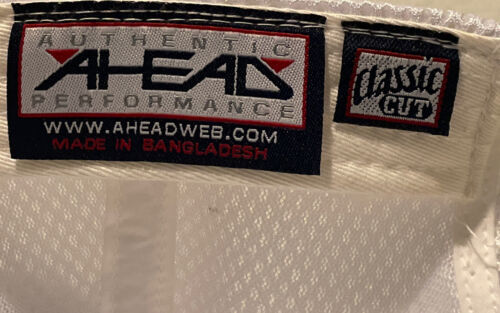 AUTHENTIC
AHEAD
PERFORMANCE
WWW.AHEADWEB.COM
MADE IN BANGLADESH
Classic
CUT